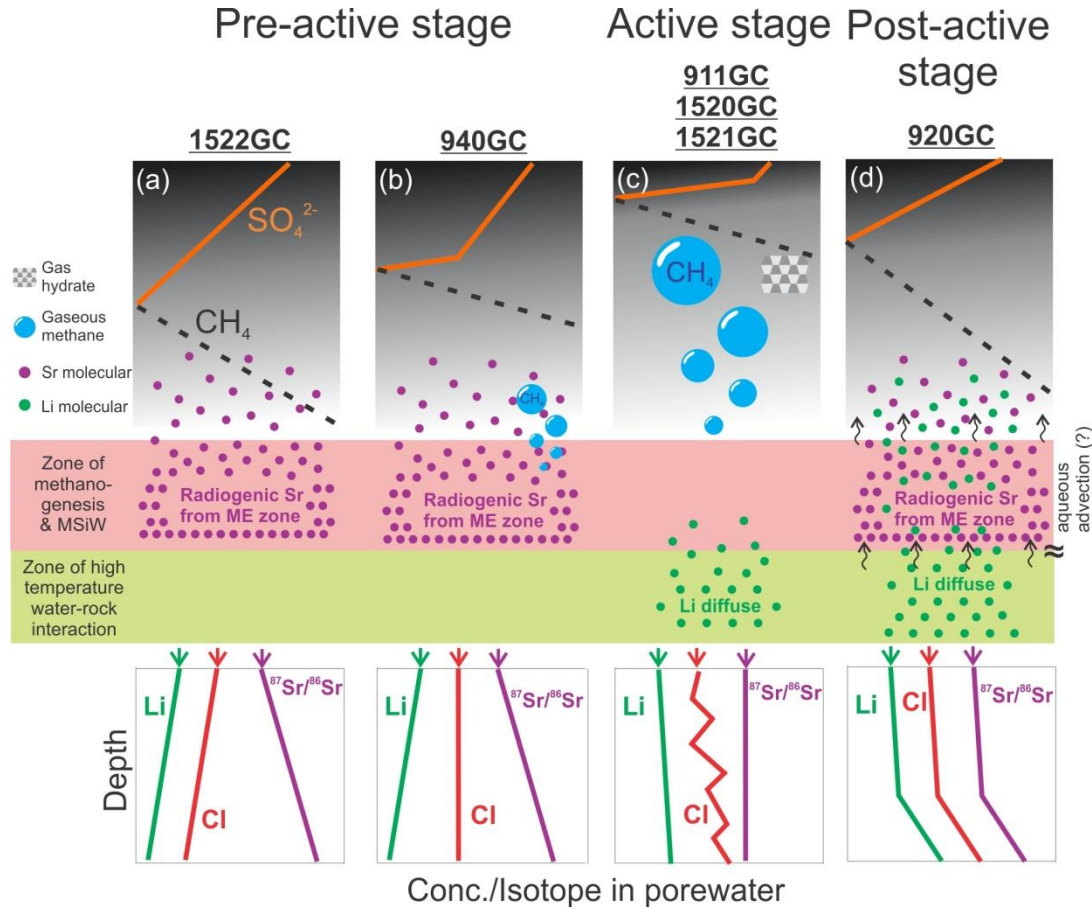 Pre-active stage
Active stage
Post-active
stage
1522GC
940GC
911GC
1520GC
1521GC
920GC
(a)
SO₄²⁻
CH₄
(b)
CH₄
(c)
CH₄
(d)
Gas
hydrate
Gaseous
methane
Sr molecular
Li molecular
Zone of
methano-
genesis
& MSiW
Radiogenic Sr
from ME zone
Radiogenic Sr
from ME zone
Radiogenic Sr
from ME zone
aqueous
advection (?)
≈
Zone of high
temperature
water-rock
interaction
Li diffuse
Li diffuse
Depth
Li
Cl
⁸⁷Sr/⁸⁶Sr
Li
Cl
⁸⁷Sr/⁸⁶Sr
Li
Cl
⁸⁷Sr/⁸⁶Sr
Li
Cl
⁸⁷Sr/⁸⁶Sr
Conc./Isotope in porewater